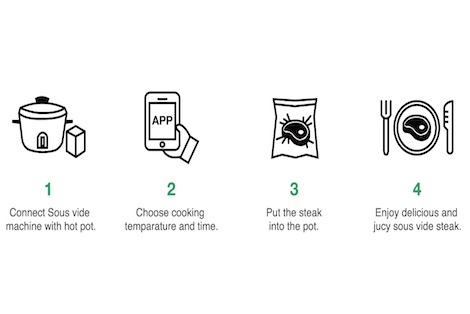 APP
1
Connect Sous vide
machine with hot pot.
2
Choose cooking
temparature and time.
3
Put the steak
into the pot.
4
Enjoy delicious and
jucy sous vide steak.